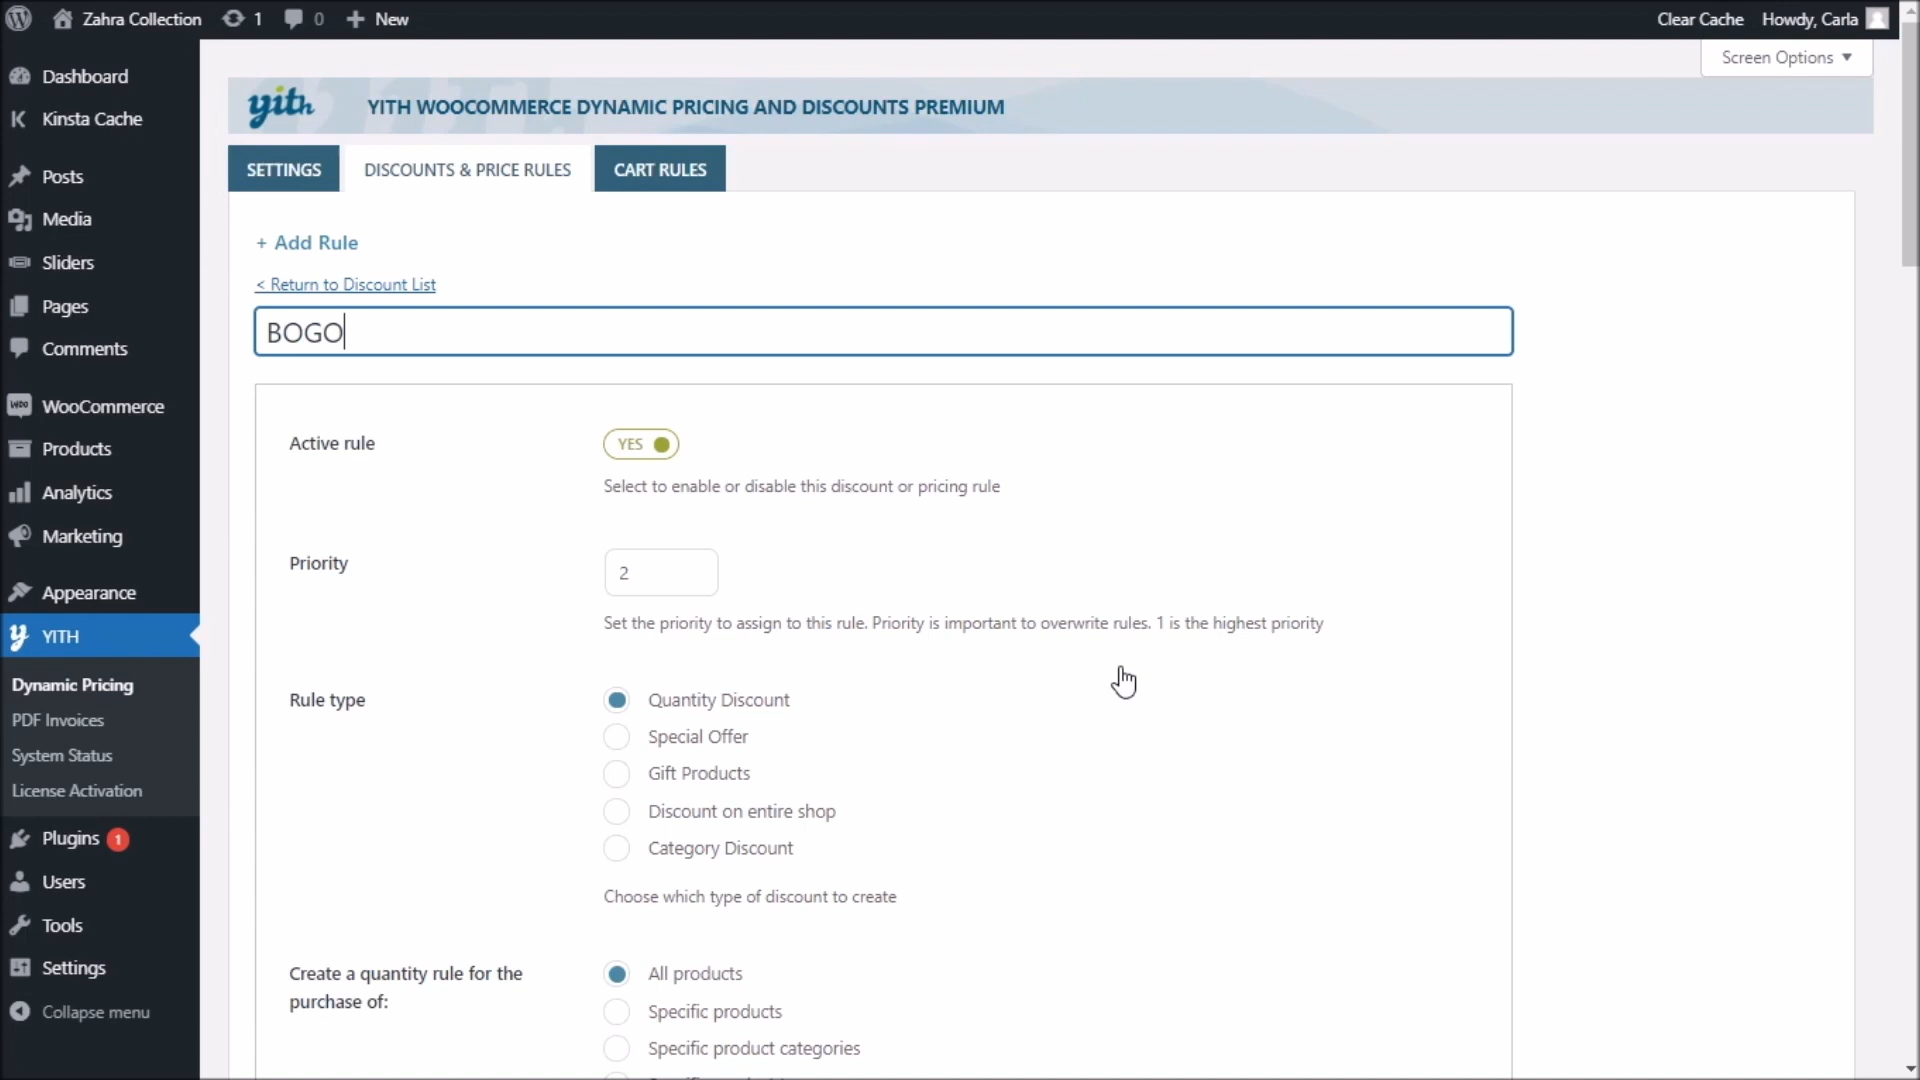 Zahra Collection 1 0 New Clear Cache Howdy, Carla
Screen Options
Dashboard
Kinsta Cache
Posts
Media
Sliders
Pages
Comments
WooCommerce
Products
Analytics
Marketing
Appearance
YITH
Dynamic Pricing
PDF Invoices
System Status
License Activation
Plugins 1
Users
Tools
Settings
Collapse menu
yith YITH WOOCOMMERCE DYNAMIC PRICING AND DISCOUNTS PREMIUM
SETTINGS DISCOUNTS & PRICE RULES CART RULES
+ Add Rule
< Return to Discount List
BOGO
Active rule YES
Select to enable or disable this discount or pricing rule
Priority 2
Set the priority to assign to this rule. Priority is important to overwrite rules. 1 is the highest priority
Rule type Quantity Discount
Special Offer
Gift Products
Discount on entire shop
Category Discount
Choose which type of discount to create
Create a quantity rule for the
purchase of:
All products
Specific products
Specific product categories